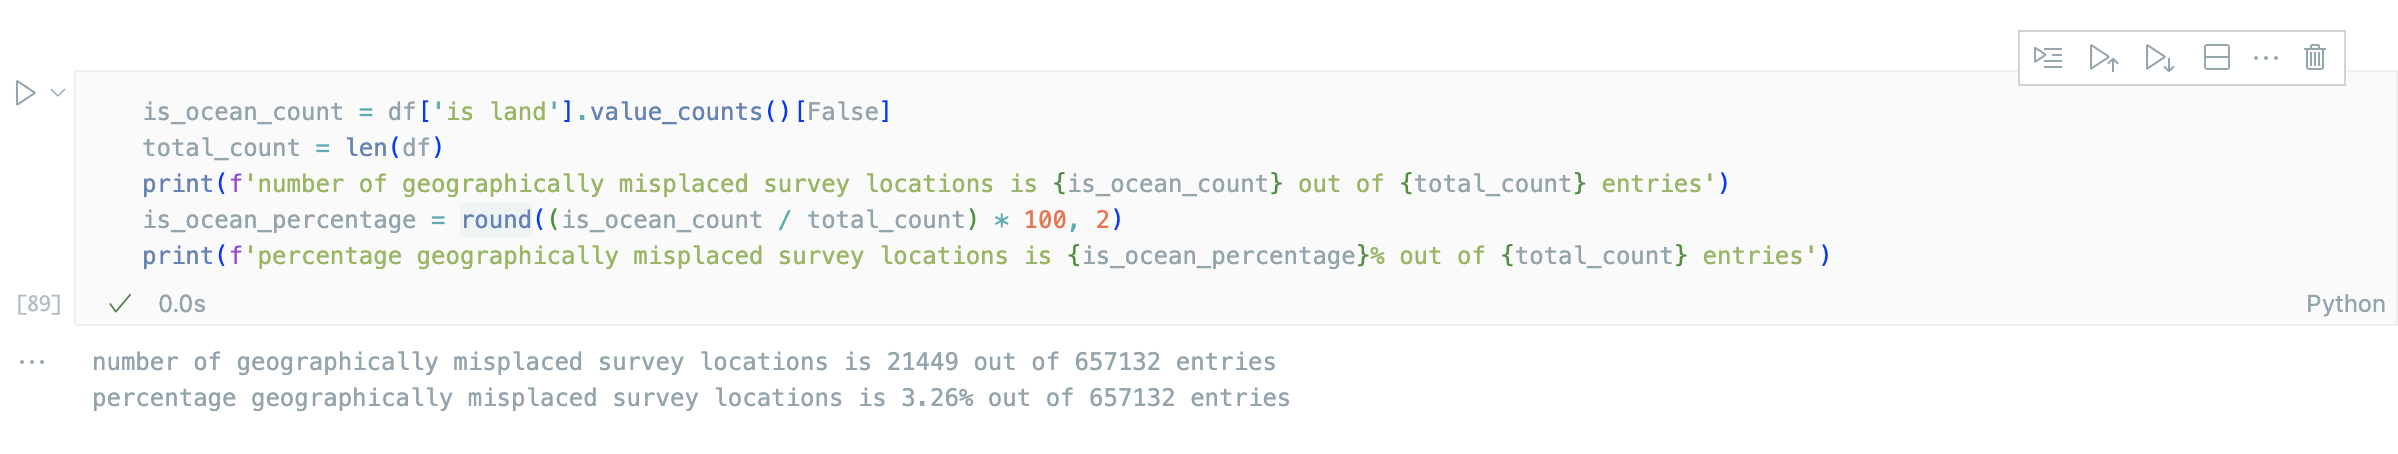 is_ocean_count = df['is land'].value_counts()[False]
total_count = len(df)
print(f'number of geographically misplaced survey locations is {is_ocean_count} out of {total_count} entries')
is_ocean_percentage = round((is_ocean_count / total_count) * 100, 2)
print(f'percentage geographically misplaced survey locations is {is_ocean_percentage}% out of {total_count} entries')
[89] 0.0s Python
number of geographically misplaced survey locations is 21449 out of 657132 entries
percentage geographically misplaced survey locations is 3.26% out of 657132 entries